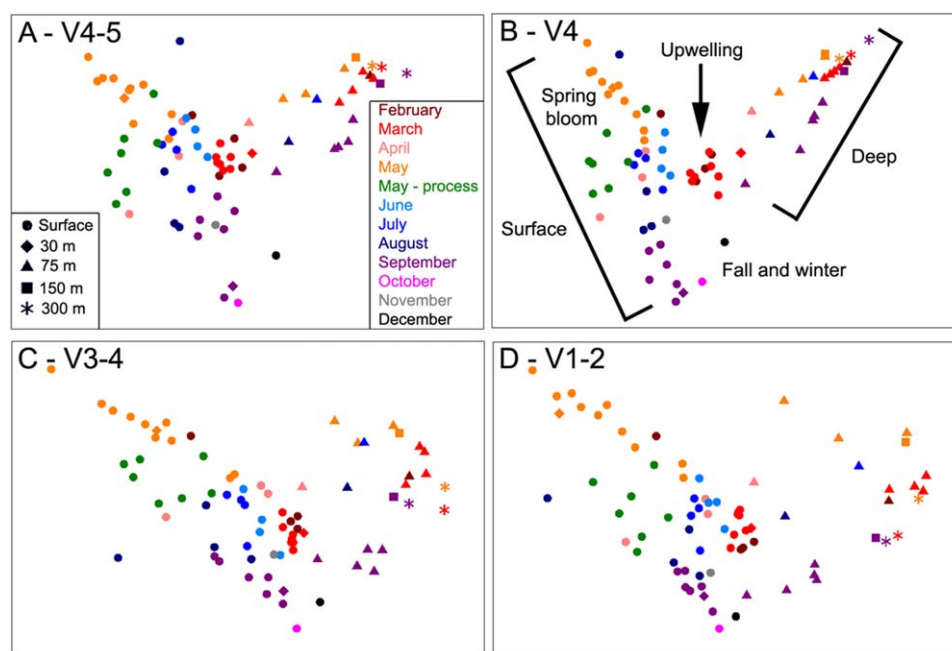 A - V4-5
February
March
April
May
May - process
June
July
August
September
October
November
December
Surface
30 m
75 m
150 m
300 m
B - V4
Upwelling
Spring
bloom
Deep
Surface
Fall and winter
C - V3-4
D - V1-2